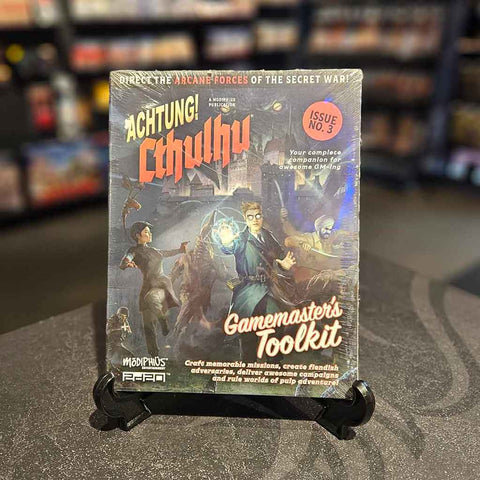 DIRECT THE ARCANE FORCES OF THE SECRET WAR!
A MODIPHIUS
PUBLICATION
ACHTUNG!
Cthulhu
ISSUE
NO. 3
Your complete
companion for
awesome GM-ing
Gamemaster's
Toolkit
MŌDIPHIÜS
2D20
Craft memorable missions, create fiendish
adversaries, deliver awesome campaigns
and rule worlds of pulp adventure!